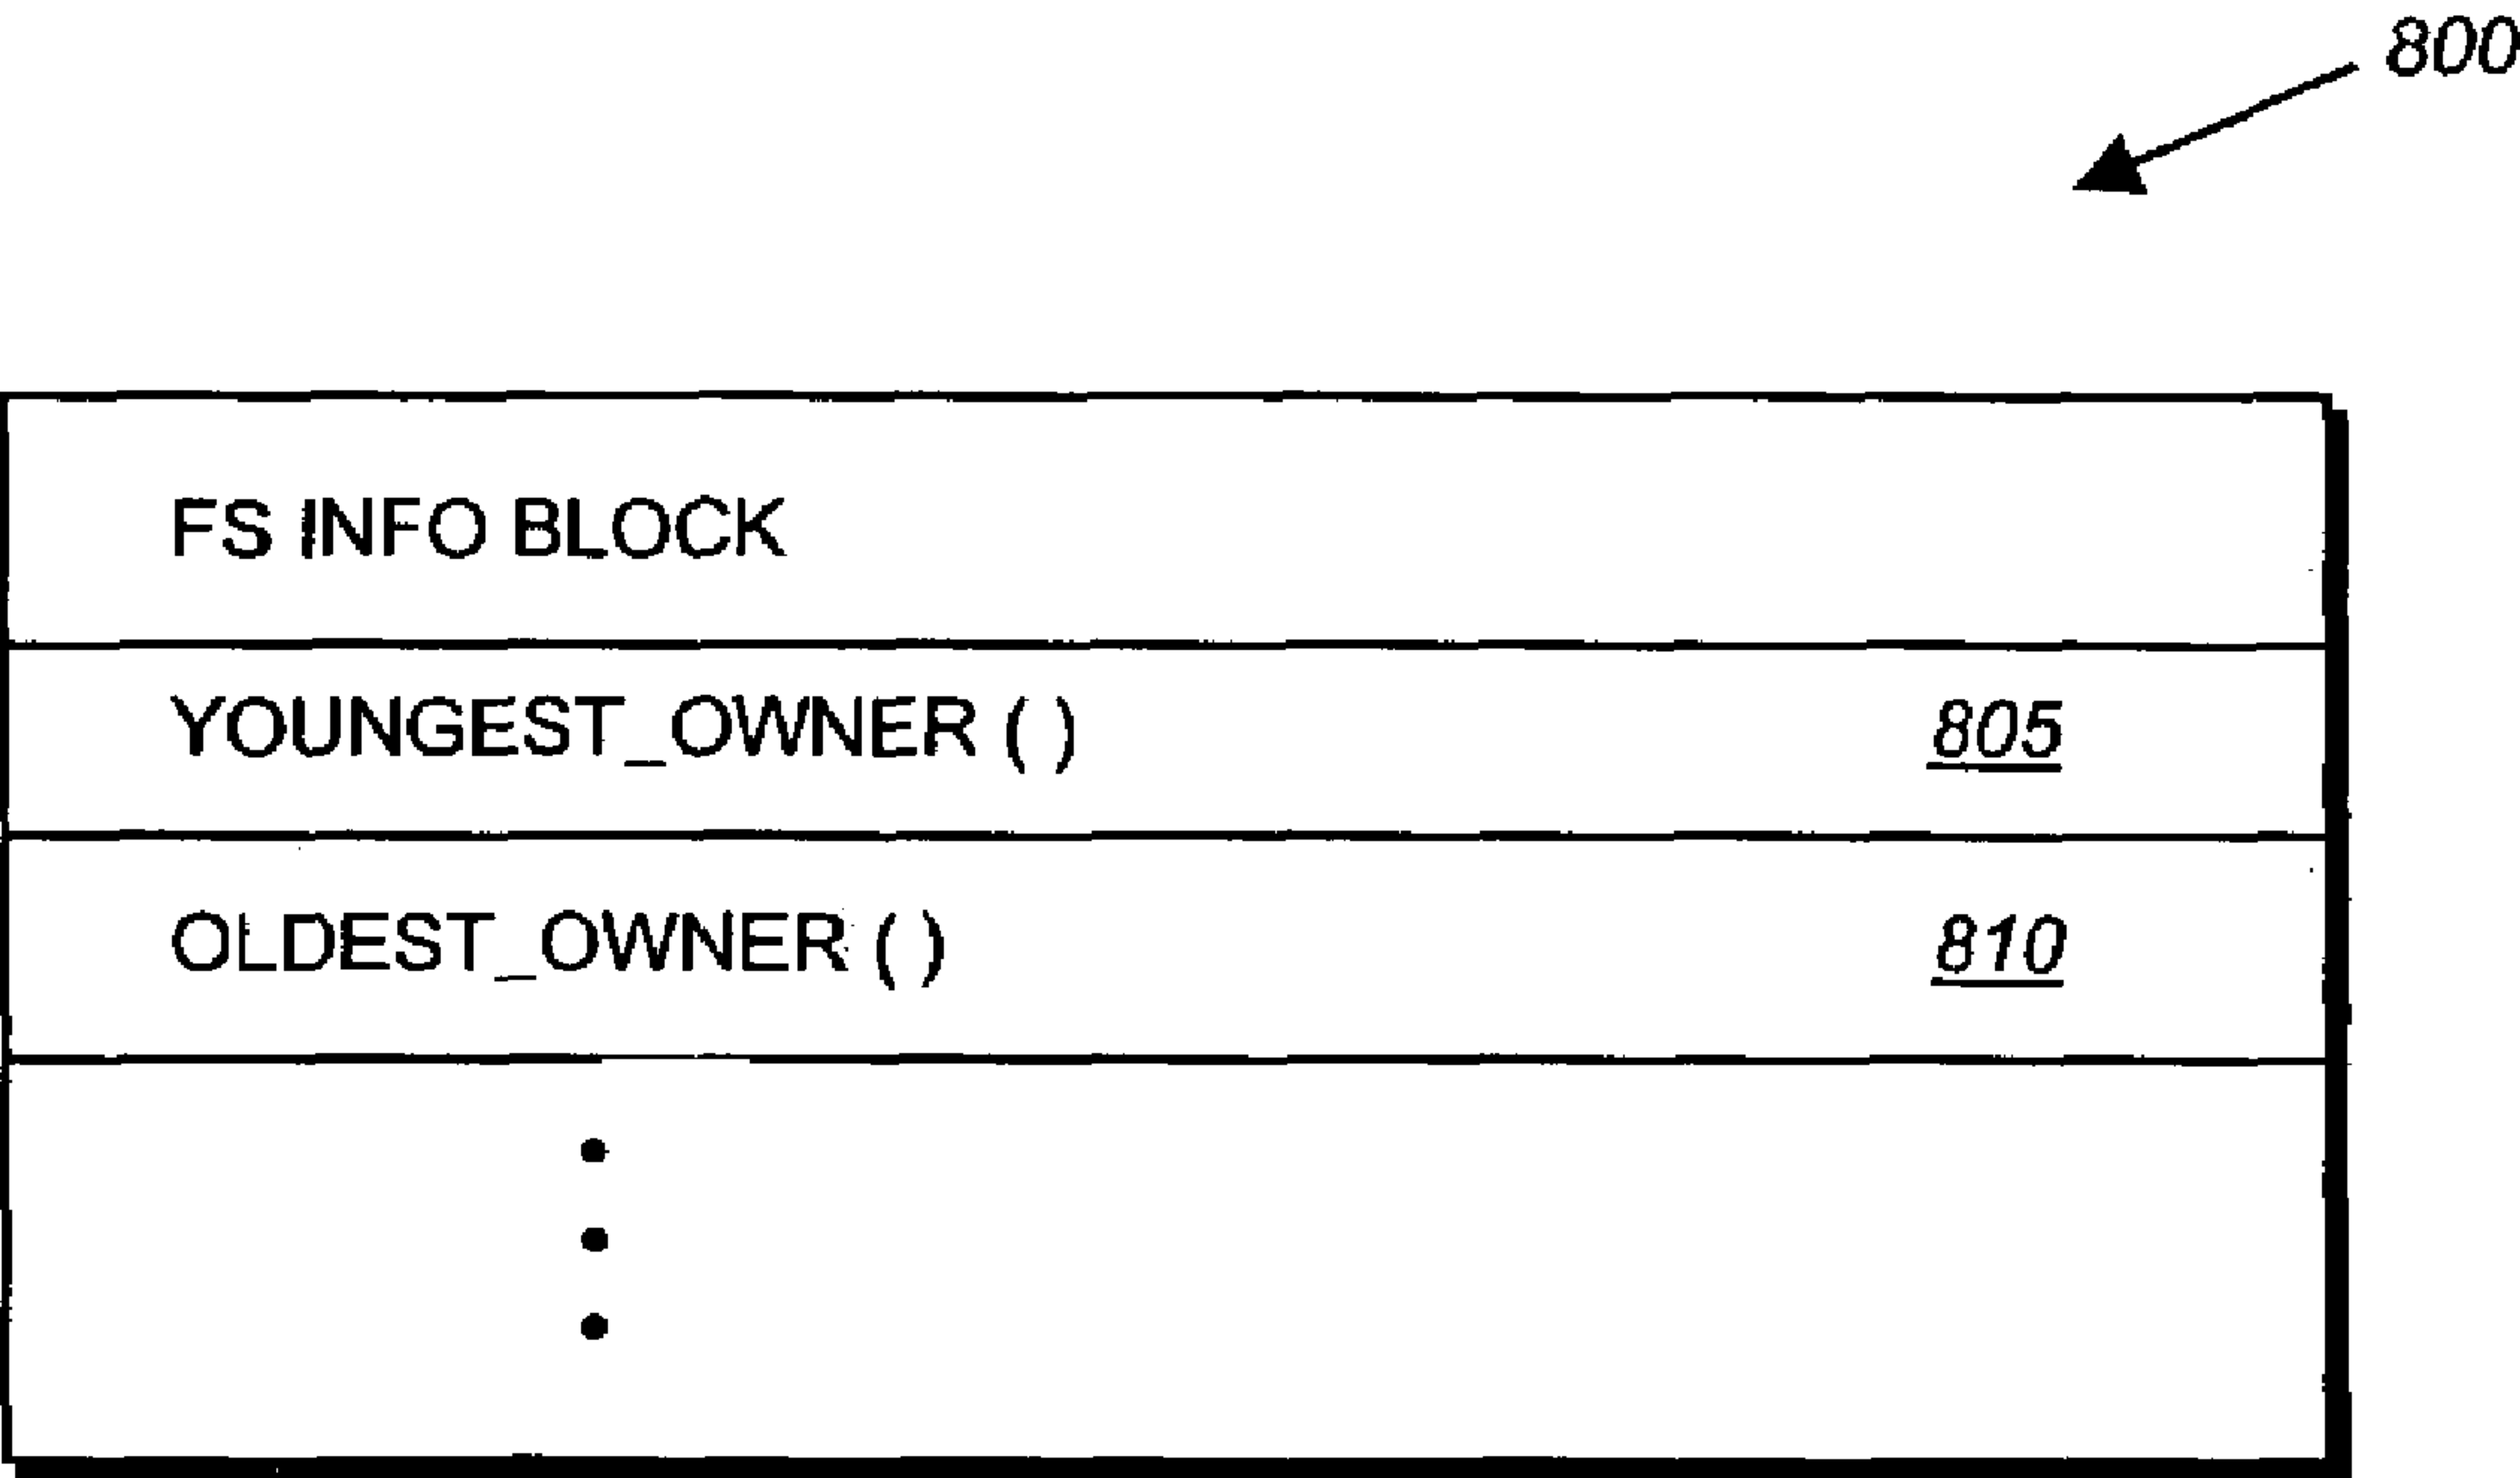 800
FS INFO BLOCK
YOUNGEST_OWNER ( ) 805
OLDEST_OWNER ( ) 810